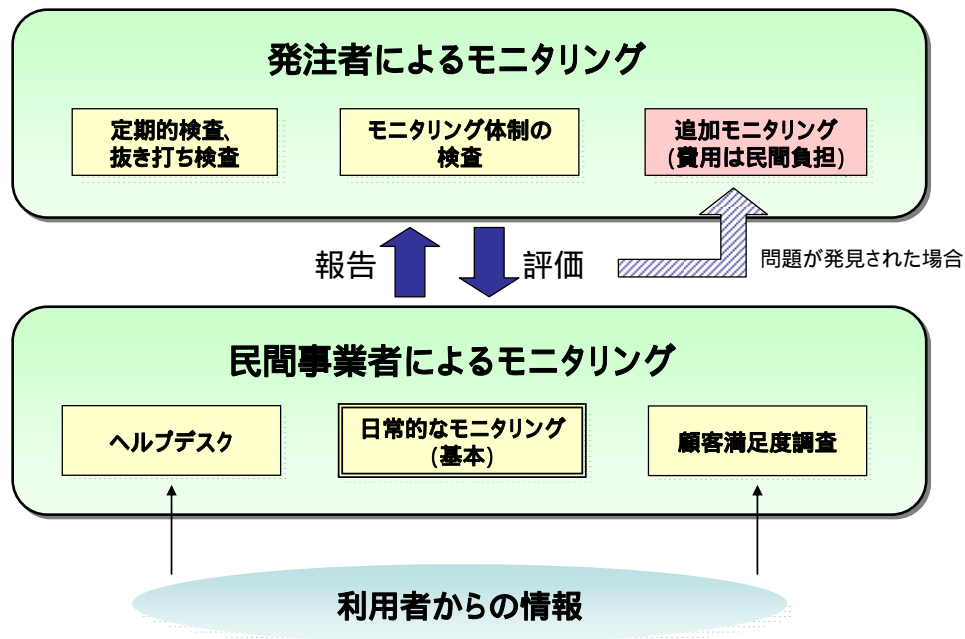 発注者によるモニタリング
定期的検査、
抜き打ち検査
モニタリング体制の
検査
追加モニタリング
(費用は民間負担)
報告
評価
問題が発見された場合
民間事業者によるモニタリング
ヘルプデスク
日常的なモニタリング
(基本)
顧客満足度調査
利用者からの情報